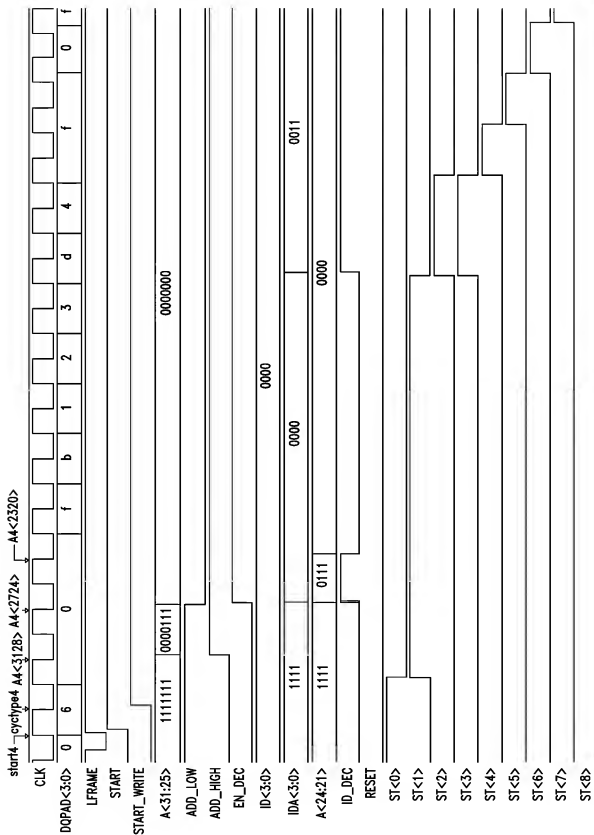 start4 cyctype4 A4<3128> A4<2724> A4<2320>
CLK
DQPAD<3:0> 0 6 0 f b 1 2 3 d 4 f 0 f
LFRAME
START
START_WRITE
A<31:25> 1111111 0000111 0000000
ADD_LOW
ADD_HIGH
EN_DEC
ID<3:0> 0000
IDA<3:0> 1111 0000 0011
A<24:21> 1111 0111 0000
ID_DEC
RESET
ST<0>
ST<1>
ST<2>
ST<3>
ST<4>
ST<5>
ST<6>
ST<7>
ST<8>